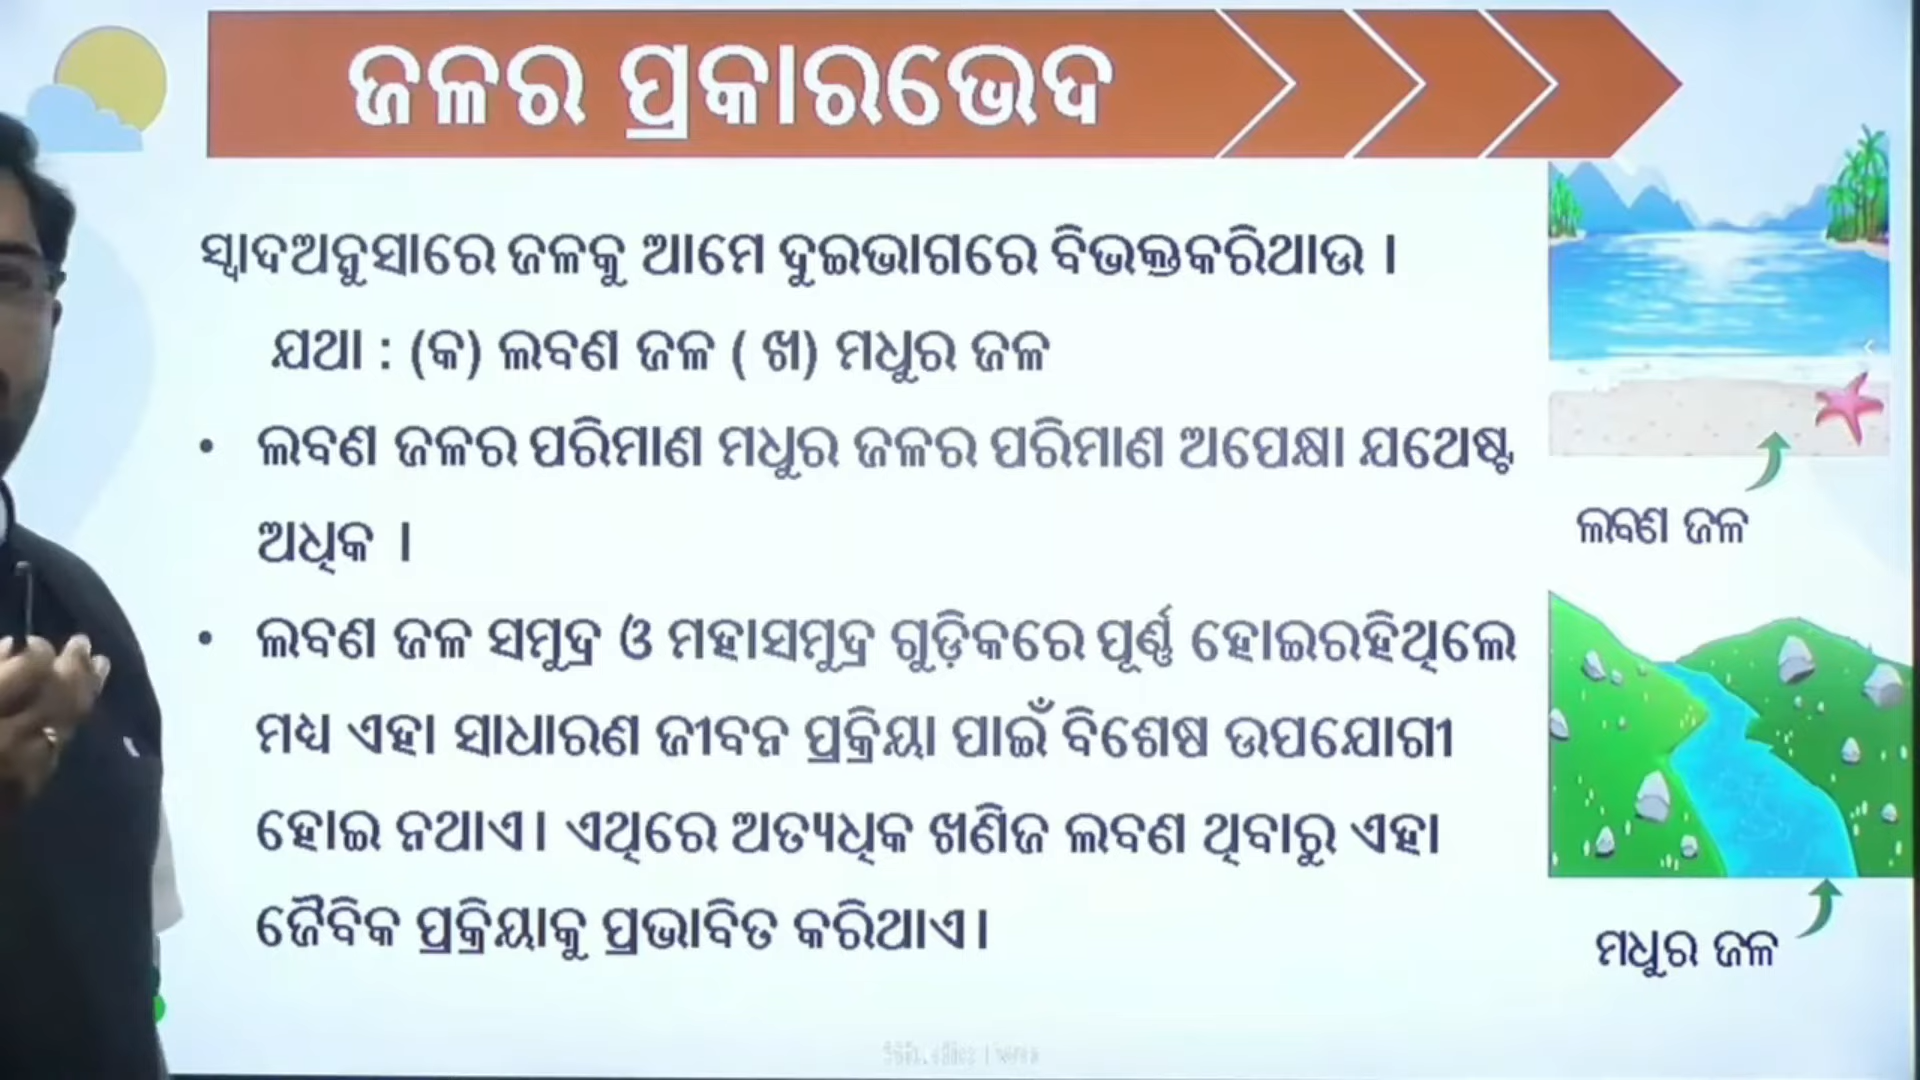 ଜଳର ପ୍ରକାରଭେଦ
ସ୍ୱାଦଅନୁସାରେ ଜଳକୁ ଆମେ ଦୁଇଭାଗରେ ବିଭକ୍ତକରିଥାଉ ।
ଯଥା : (କ) ଲବଣ ଜଳ ( ଖ) ମଧୁର ଜଳ
• ଲବଣ ଜଳର ପରିମାଣ ମଧୁର ଜଳର ପରିମାଣ ଅପେକ୍ଷା ଯଥେଷ୍ଟ
ଅଧିକ ।
• ଲବଣ ଜଳ ସମୁଦ୍ର ଓ ମହାସମୁଦ୍ର ଗୁଡ଼ିକରେ ପୂର୍ଣ୍ଣ ହୋଇରହିଥିଲେ
ମଧ୍ୟ ଏହା ସାଧାରଣ ଜୀବନ ପ୍ରକ୍ରିୟା ପାଇଁ ବିଶେଷ ଉପଯୋଗୀ
ହୋଇ ନଥାଏ। ଏଥିରେ ଅତ୍ୟଧିକ ଖଣିଜ ଲବଣ ଥିବାରୁ ଏହା
ଜୈବିକ ପ୍ରକ୍ରିୟାକୁ ପ୍ରଭାବିତ କରିଥାଏ।
ଲବଣ ଜଳ
ମଧୁର ଜଳ